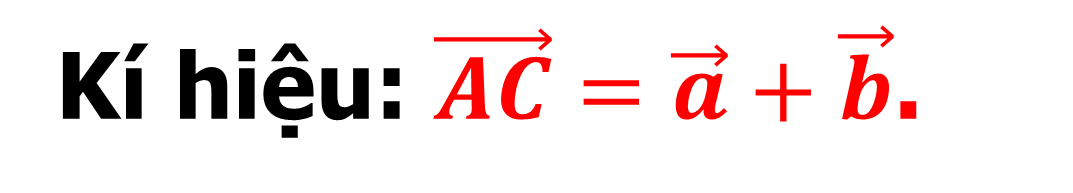 Kí hiệu: $\overrightarrow{AC} = \vec{a} + \vec{b}$.